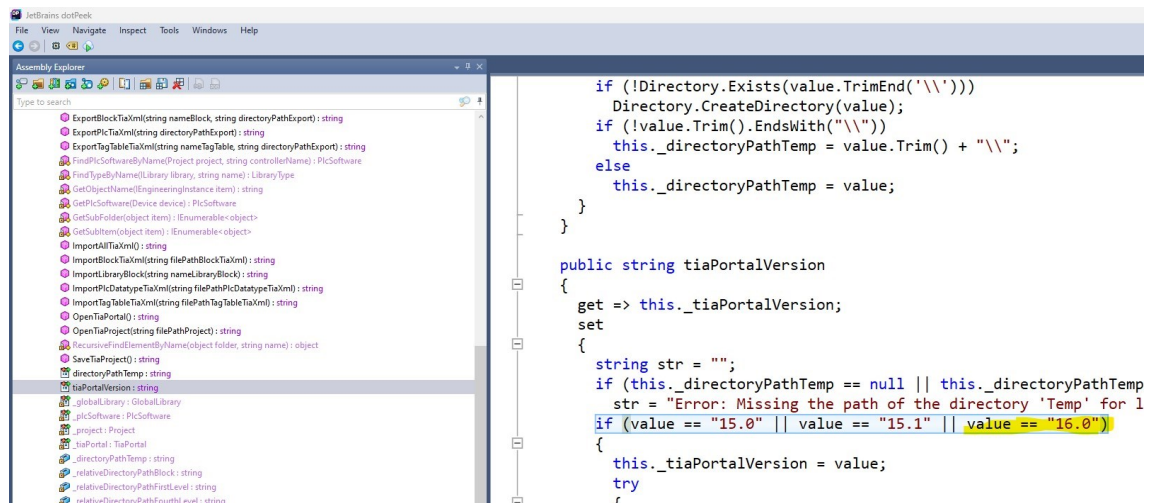 JetBrains dotPeek
File View Navigate Inspect Tools Windows Help
Assembly Explorer
Type to search
ExportBlockTiaXml(string nameBlock, string directoryPathExport) : string
ExportPlcTiaXml(string directoryPathExport) : string
ExportTagTableTiaXml(string nameTagTable, string directoryPathExport) : string
FindPlcSoftwareByName(Project project, string controllerName) : PlcSoftware
FindTypeByName(ILibrary library, string name) : LibraryType
GetObjectName(IEngineeringInstance item) : string
GetPlcSoftware(Device device) : PlcSoftware
GetSubFolder(object item) : IEnumerable<object>
GetSubItem(object item) : IEnumerable<object>
ImportAllTiaXml() : string
ImportBlockTiaXml(string filePathBlockTiaXml) : string
ImportLibraryBlock(string nameLibraryBlock) : string
ImportPlcDatatypeTiaXml(string filePathPlcDatatypeTiaXml) : string
ImportTagTableTiaXml(string filePathTagTableTiaXml) : string
OpenTiaPortal() : string
OpenTiaProject(string filePathProject) : string
RecursiveFindElementByName(object folder, string name) : object
SaveTiaProject() : string
directoryPathTemp : string
tiaPortalVersion : string
_globalLibrary : GlobalLibrary
_plcSoftware : PlcSoftware
_project : Project
_tiaPortal : TiaPortal
_directoryPathTemp : string
_relativeDirectoryPathBlock : string
_relativeDirectoryPathFirstLevel : string
_relativeDirectoryPathFourthLevel : string
if (!Directory.Exists(value.TrimEnd('\\')))
Directory.CreateDirectory(value);
if (!value.Trim().EndsWith("\\"))
this._directoryPathTemp = value.Trim() + "\\";
else
this._directoryPathTemp = value;
}
}
public string tiaPortalVersion
{
get => this._tiaPortalVersion;
set
{
string str = "";
if (this._directoryPathTemp == null || this._directoryPathTemp
str = "Error: Missing the path of the directory 'Temp' for l
if (value == "15.0" || value == "15.1" || value == "16.0")
{
this._tiaPortalVersion = value;
try
{